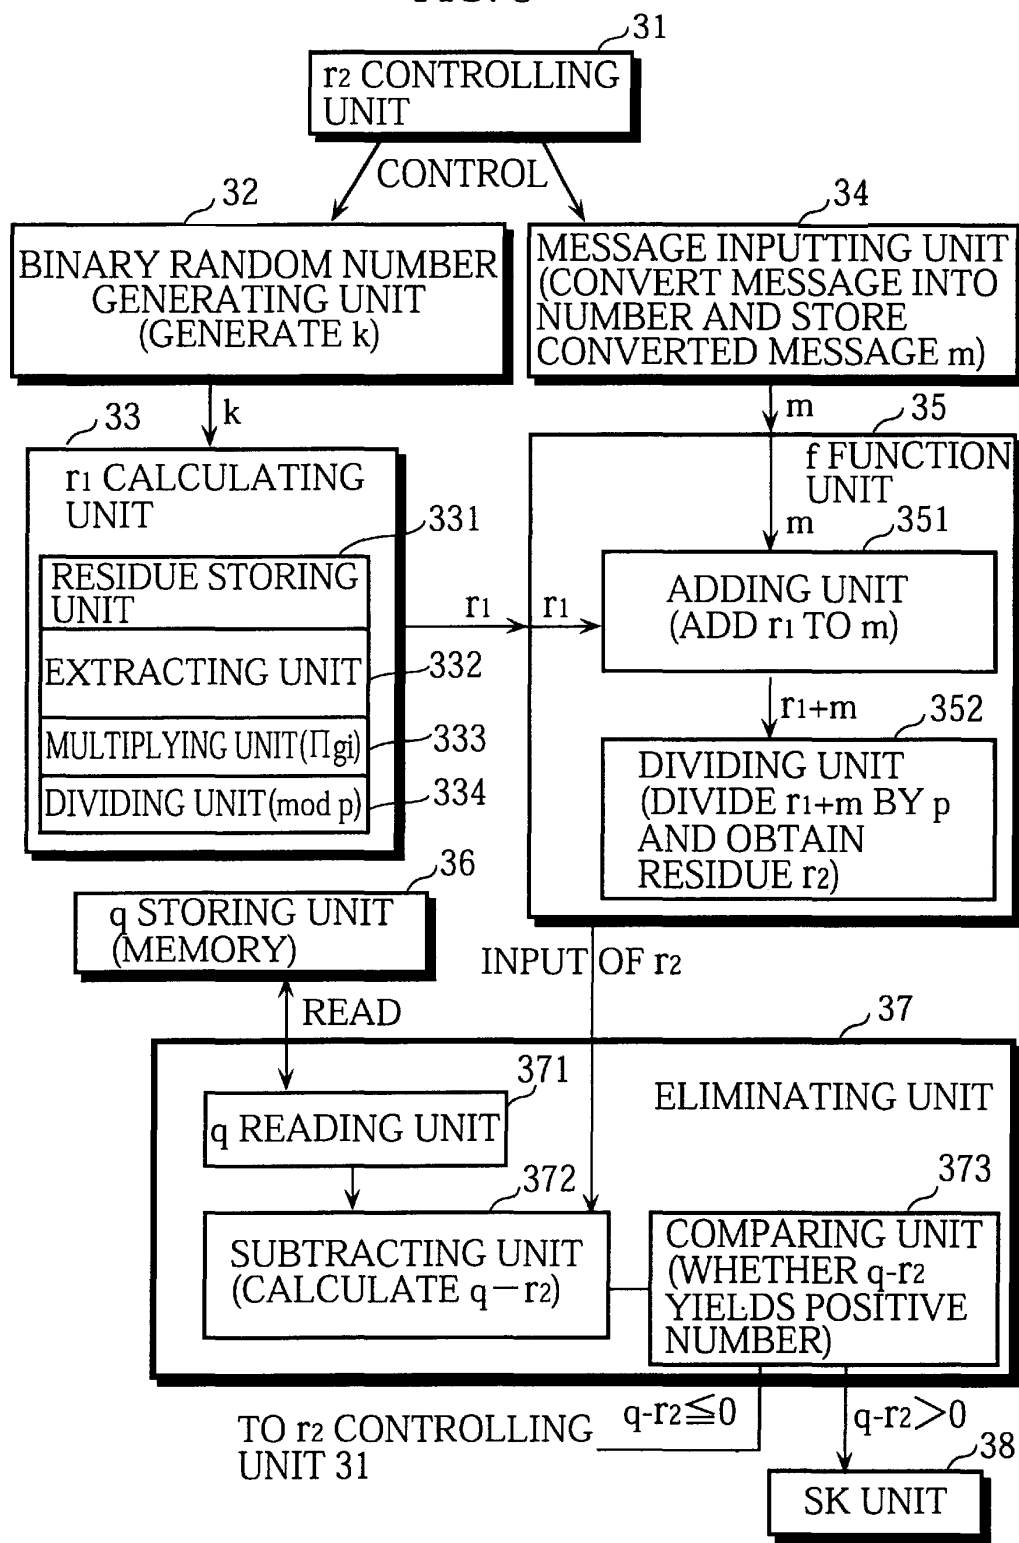 31
r2 CONTROLLING
UNIT
CONTROL
32
BINARY RANDOM NUMBER
GENERATING UNIT
(GENERATE k)
34
MESSAGE INPUTTING UNIT
(CONVERT MESSAGE INTO
NUMBER AND STORE
CONVERTED MESSAGE m)
k
m
33
r1 CALCULATING
UNIT
331
RESIDUE STORING
UNIT
EXTRACTING UNIT
332
MULTIPLYING UNIT(Πgi)
333
DIVIDING UNIT(mod p)
334
r1
r1
35
f FUNCTION
UNIT
m
351
ADDING UNIT
(ADD r1 TO m)
r1+m
352
DIVIDING UNIT
(DIVIDE r1+m BY p
AND OBTAIN
RESIDUE r2)
36
q STORING UNIT
(MEMORY)
READ
INPUT OF r2
37
ELIMINATING UNIT
371
q READING UNIT
372
SUBTRACTING UNIT
(CALCULATE q−r2)
373
COMPARING UNIT
(WHETHER q-r2
YIELDS POSITIVE
NUMBER)
q-r2≦0
q-r2>0
TO r2 CONTROLLING
UNIT 31
38
SK UNIT